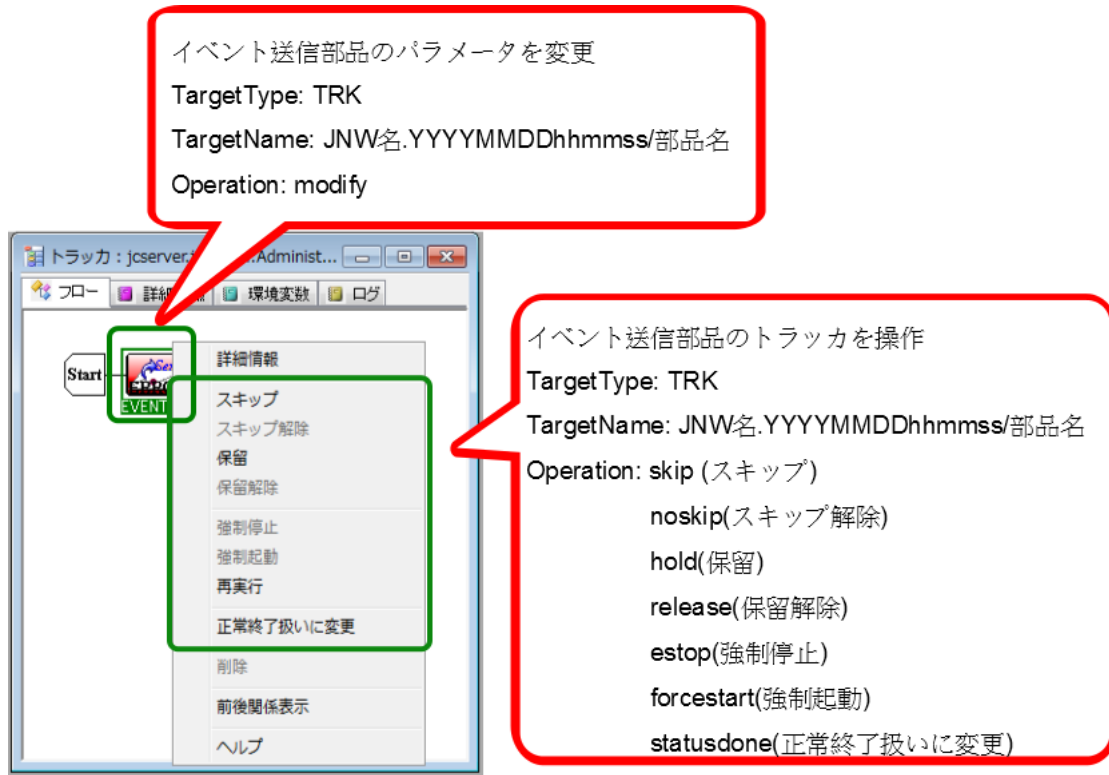 イベント送信部品のパラメータを変更
TargetType: TRK
TargetName: JNW名.YYYYMMDDhhmmss/部品名
Operation: modify
トラッカ : jcserver. .Administ...
フロー 詳細 環境変数 ログ
Start
EVENT
詳細情報
スキップ
スキップ解除
保留
保留解除
強制停止
強制起動
再実行
正常終了扱いに変更
削除
前後関係表示
ヘルプ
イベント送信部品のトラッカを操作
TargetType: TRK
TargetName: JNW名.YYYYMMDDhhmmss/部品名
Operation: skip (スキップ)
noskip(スキップ解除)
hold(保留)
release(保留解除)
estop(強制停止)
forcestart(強制起動)
statusdone(正常終了扱いに変更)